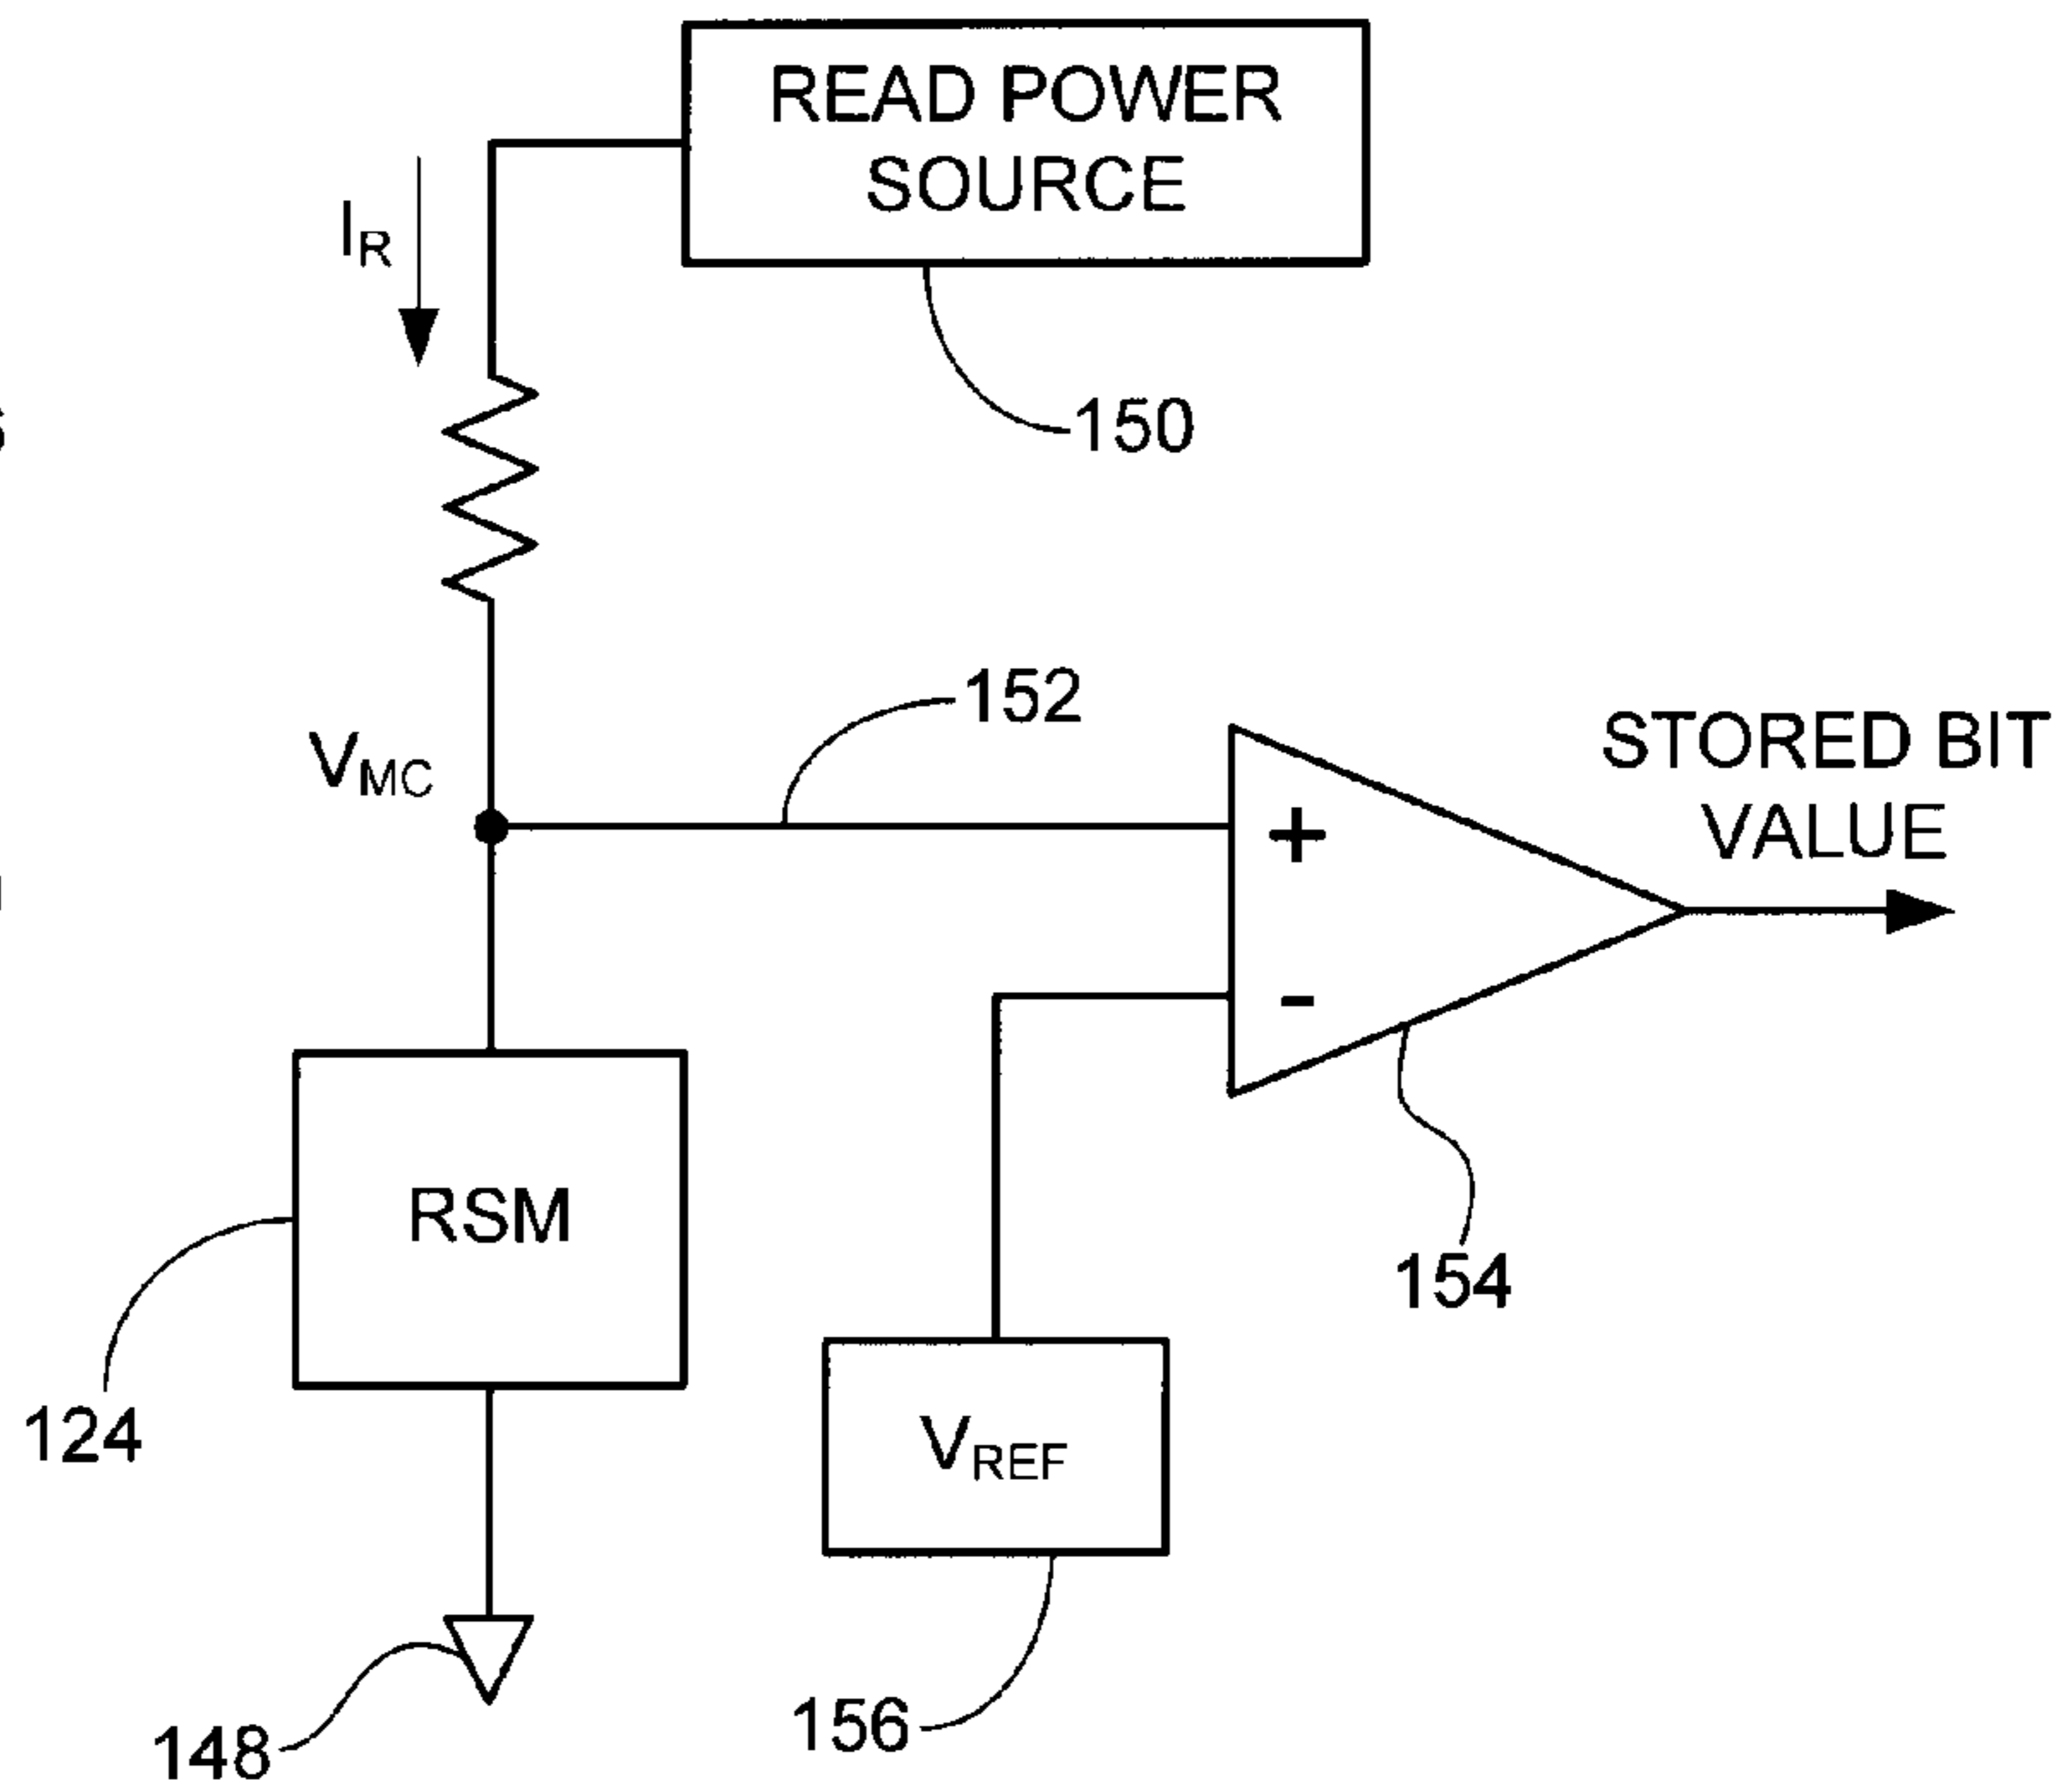 READ POWER
SOURCE
IR
150
152
VMC
STORED BIT
VALUE
+
-
RSM
154
124
VREF
156
148